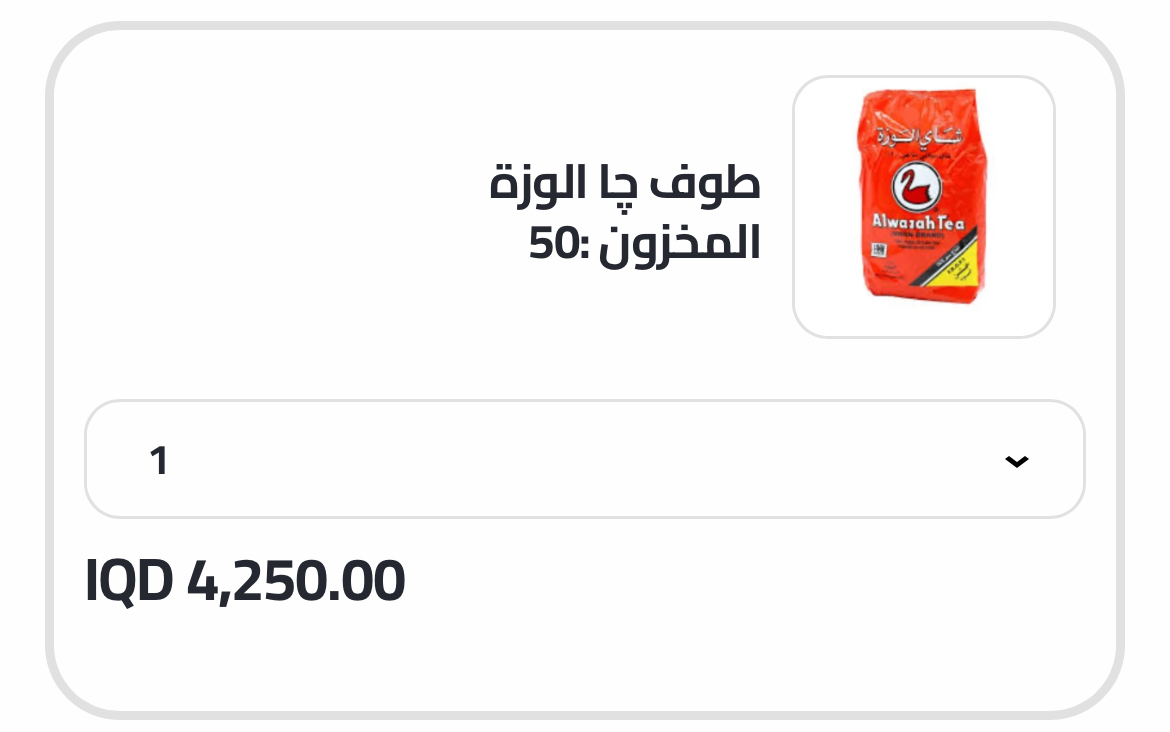 شاي الوزة
Alwazah Tea
طوف چا الوزة
المخزون :50
1
IQD 4,250.00